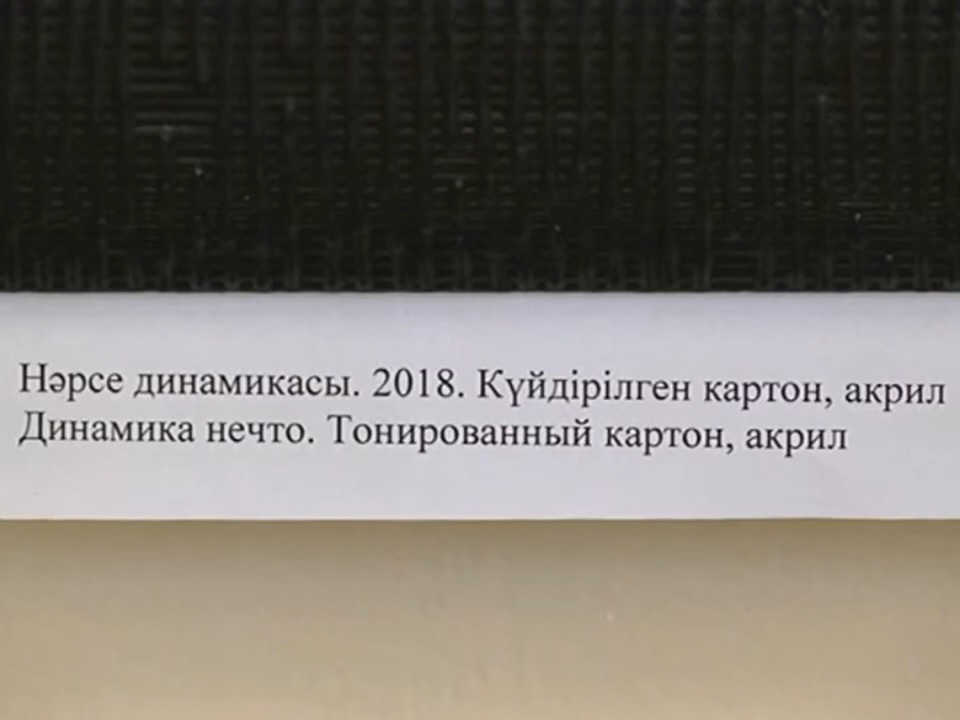 Нәрсе динамикасы. 2018. Күйдірілген картон, акрил
Динамика нечто. Тонированный картон, акрил